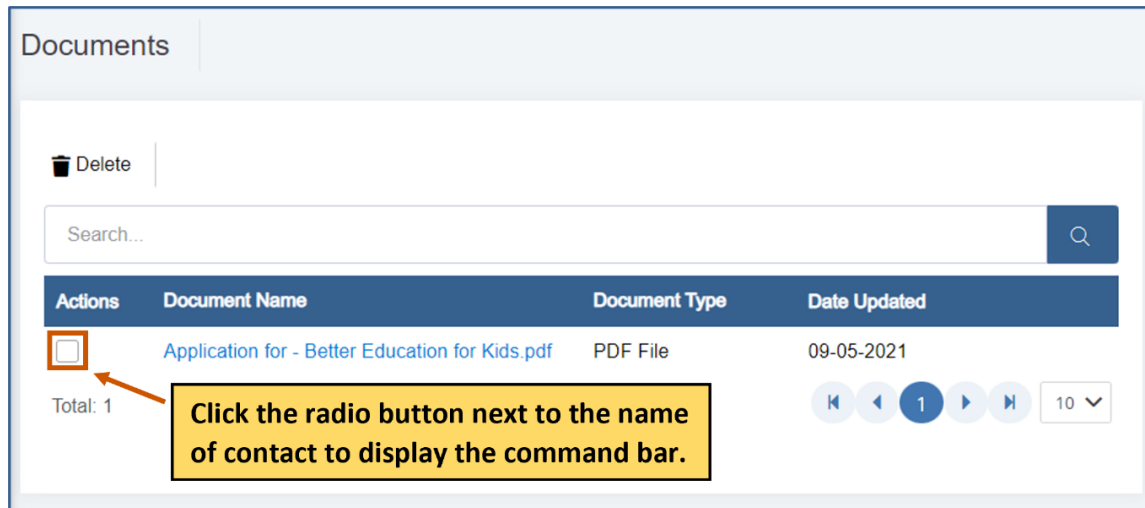 Documents
Delete
Search...
Actions Document Name Document Type Date Updated
Application for - Better Education for Kids.pdf PDF File 09-05-2021
Total: 1 1 10
Click the radio button next to the name
of contact to display the command bar.